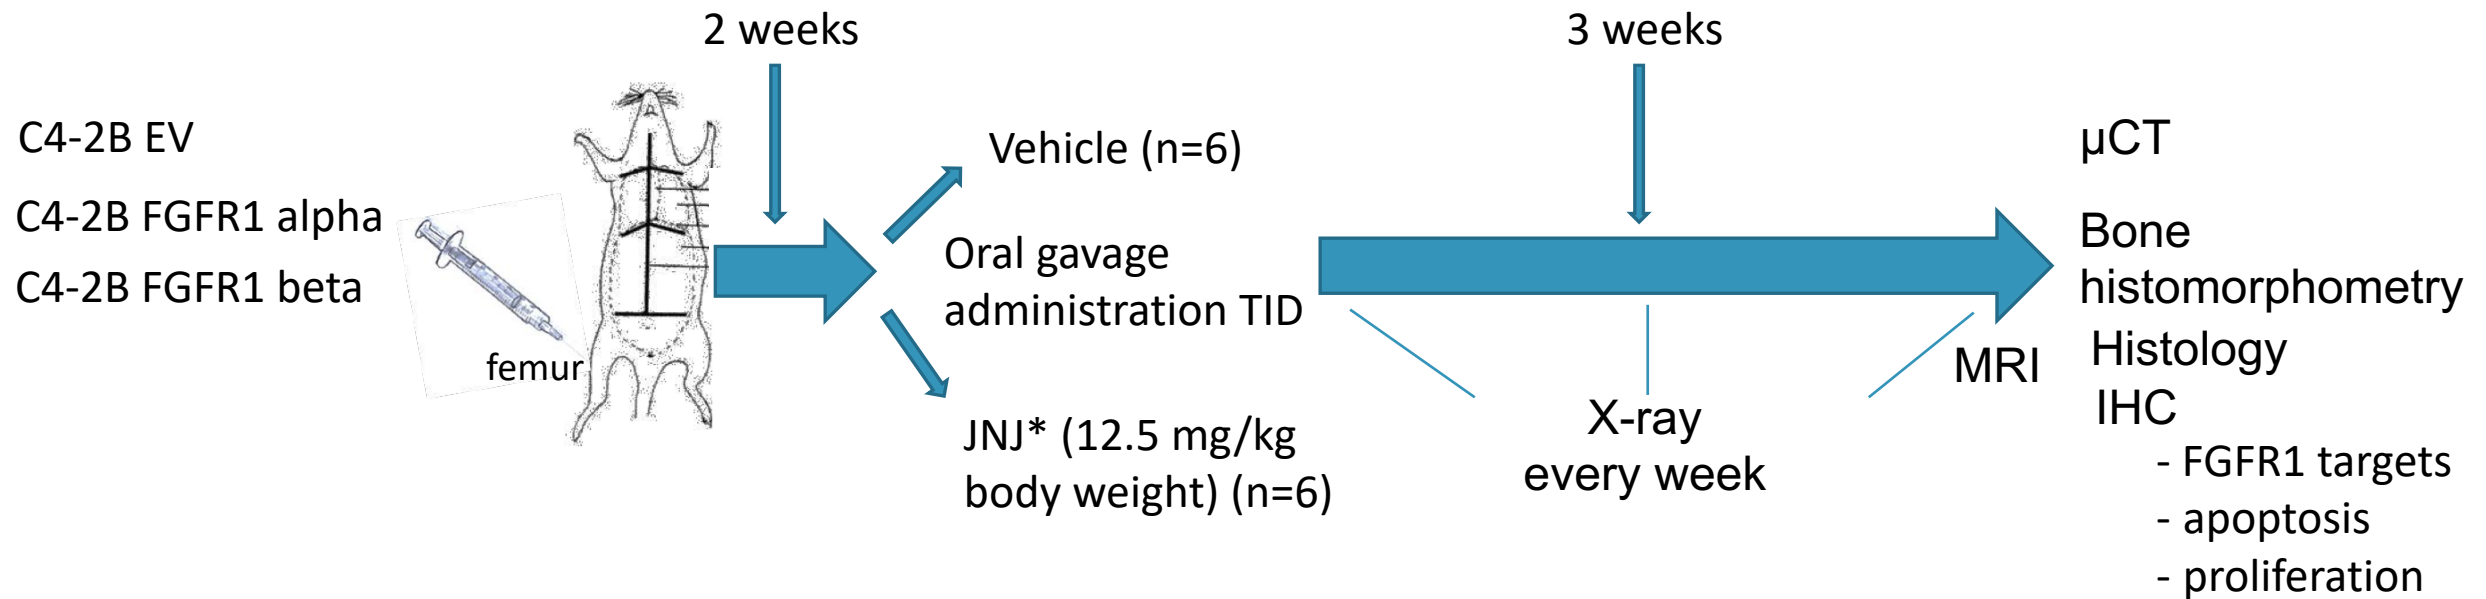 2 weeks
3 weeks
C4-2B EV
C4-2B FGFR1 alpha
C4-2B FGFR1 beta
femur
Vehicle (n=6)
Oral gavage
administration TID
JNJ* (12.5 mg/kg
body weight) (n=6)
X-ray
every week
MRI
µCT
Bone
histomorphometry
Histology
IHC
- FGFR1 targets
- apoptosis
- proliferation